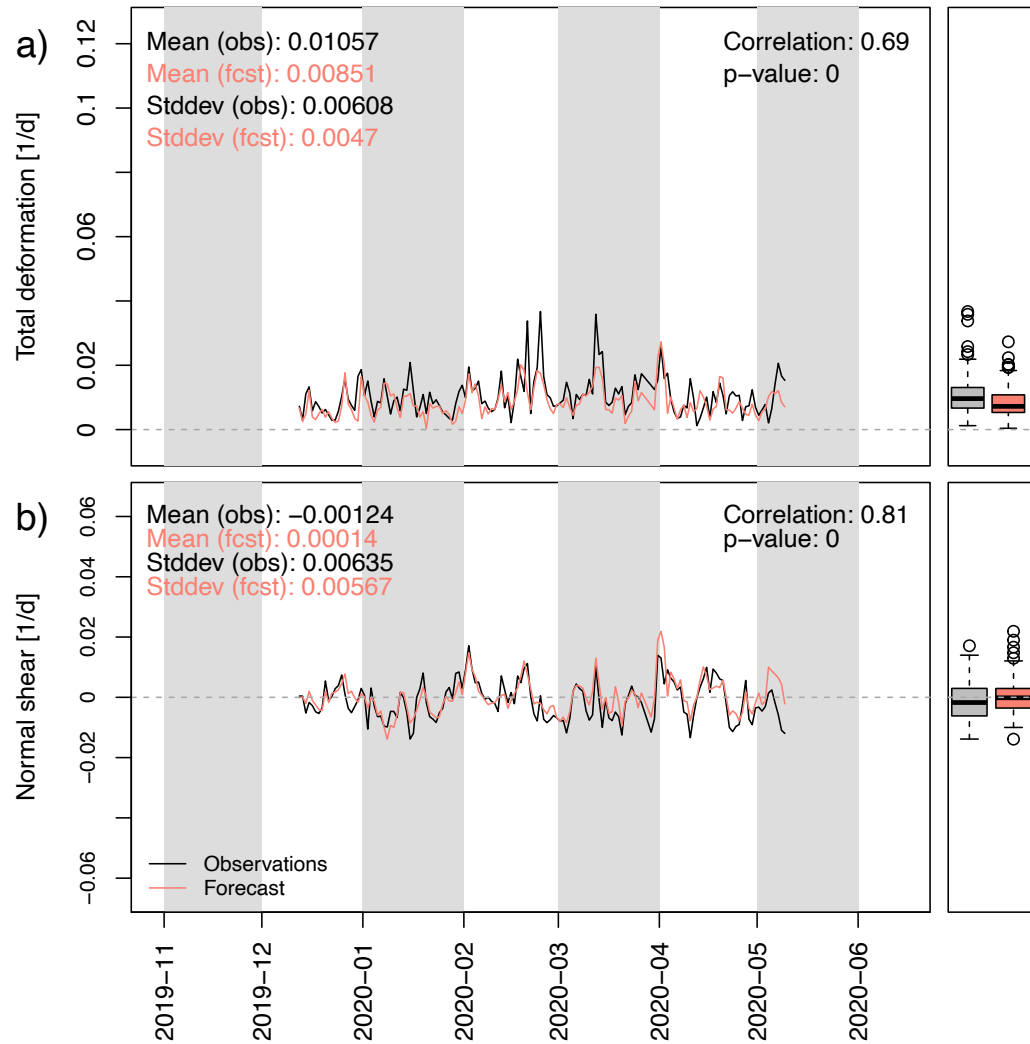 a)
Total deformation [1/d]
0.12
0.1
0.06
0.02
0
Mean (obs): 0.01057
Mean (fcst): 0.00851
Stddev (obs): 0.00608
Stddev (fcst): 0.0047
Correlation: 0.69
p−value: 0
b)
Normal shear [1/d]
0.06
0.04
0.02
0
−0.02
−0.06
Mean (obs): −0.00124
Mean (fcst): 0.00014
Stddev (obs): 0.00635
Stddev (fcst): 0.00567
Correlation: 0.81
p−value: 0
Observations
Forecast
2019−11
2019−12
2020−01
2020−02
2020−03
2020−04
2020−05
2020−06